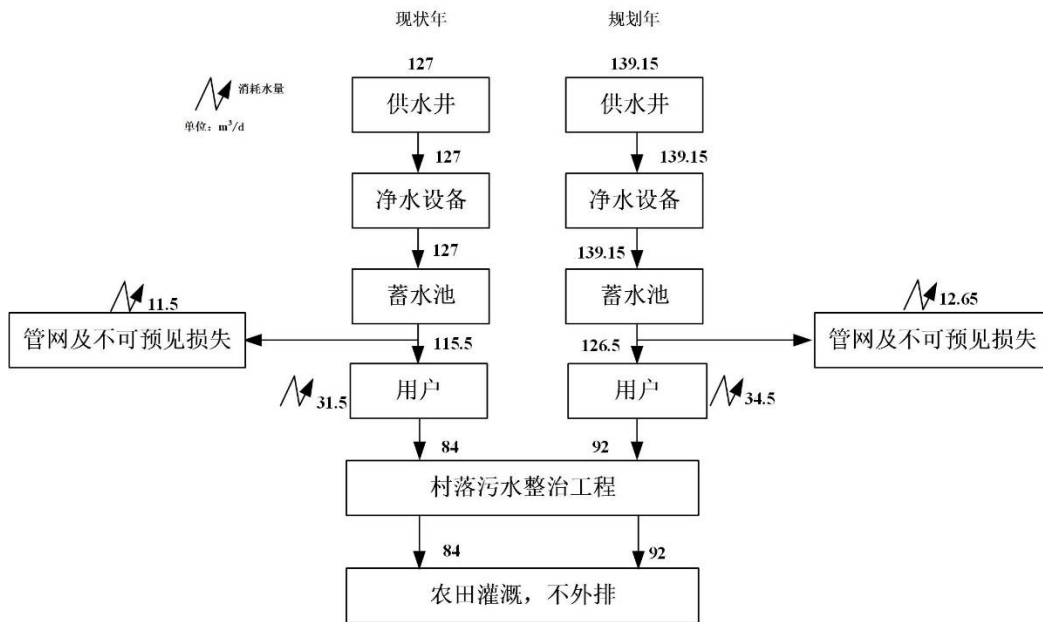 现状年
规划年
127
139.15
消耗水量
单位：m³/d
供水井
供水井
127
139.15
净水设备
净水设备
127
139.15
蓄水池
蓄水池
11.5
12.65
管网及不可预见损失
管网及不可预见损失
115.5
126.5
用户
用户
31.5
34.5
84
92
村落污水整治工程
84
92
农田灌溉，不外排